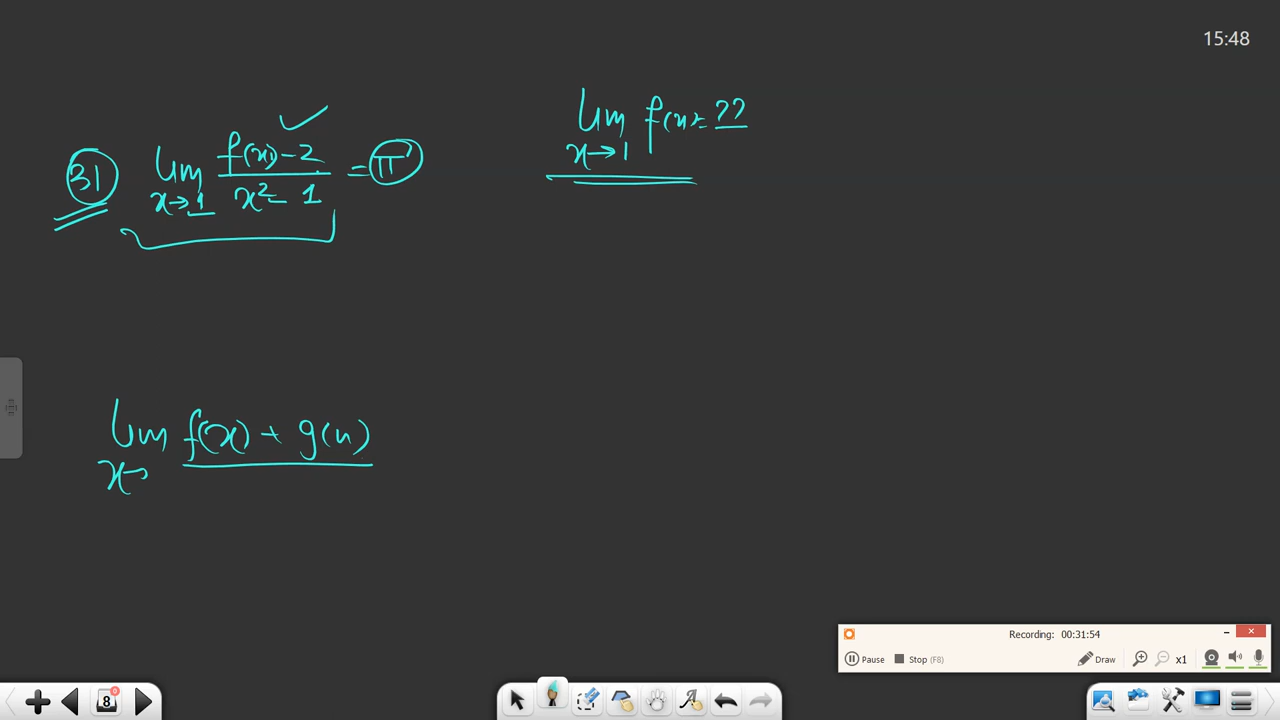 15:48
31 lim x→1 f(x)-2 / x²-1 = π
lim x→1 f(x) = ??
lim x→ f(x) + g(x)
Recording: 00:31:54
Pause Stop (F8) Draw x1
8 0